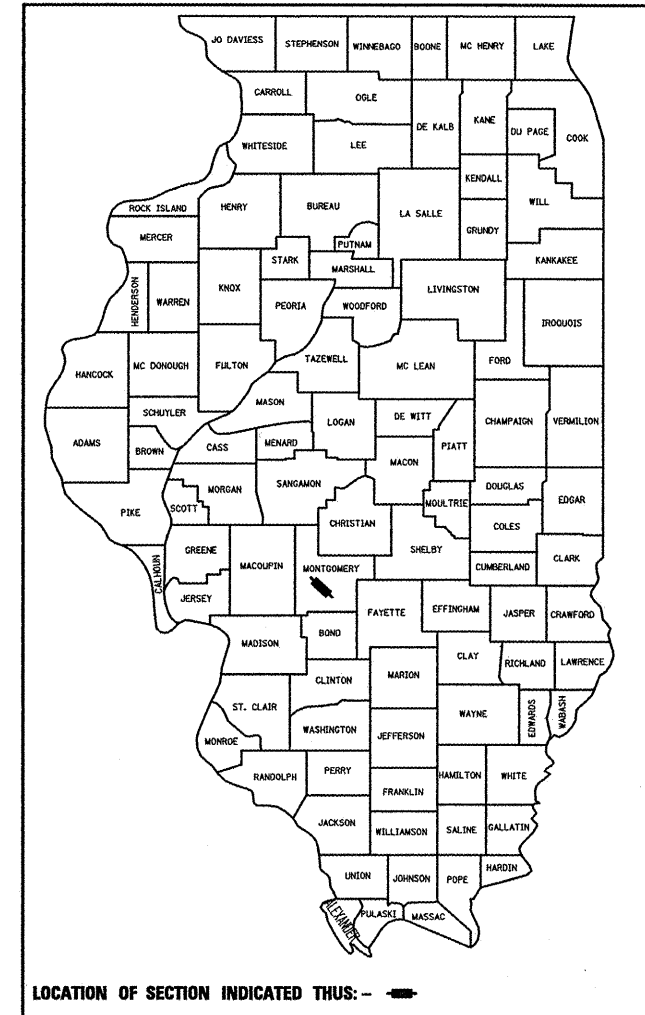 JO DAVIESS STEPHENSON WINNEBAGO BOONE MC HENRY LAKE
CARROLL OGLE DE KALB KANE DU PAGE COOK
WHITESIDE LEE
KENDALL WILL
ROCK ISLAND HENRY BUREAU LA SALLE GRUNDY
MERCER PUTNAM
STARK MARSHALL KANKAKEE
HENDERSON WARREN KNOX PEORIA WOODFORD LIVINGSTON IROQUOIS
HANCOCK MC DONOUGH FULTON TAZEWELL MC LEAN FORD
SCHUYLER MASON LOGAN DE WITT CHAMPAIGN VERMILION
ADAMS BROWN CASS MENARD MACON PIATT
MORGAN SANGAMON DOUGLAS EDGAR
PIKE SCOTT CHRISTIAN MOULTRIE COLES
CALHOUN GREENE MACOUPIN MONTGOMERY SHELBY CUMBERLAND CLARK
JERSEY FAYETTE EFFINGHAM JASPER CRAWFORD
MADISON BOND CLAY RICHLAND LAWRENCE
CLINTON MARION
ST. CLAIR WAYNE EDWARDS WABASH
MONROE WASHINGTON JEFFERSON
RANDOLPH PERRY HAMILTON WHITE
FRANKLIN
JACKSON WILLIAMSON SALINE GALLATIN
UNION JOHNSON POPE HARDIN
ALEXANDER PULASKI MASSAC
LOCATION OF SECTION INDICATED THUS: –